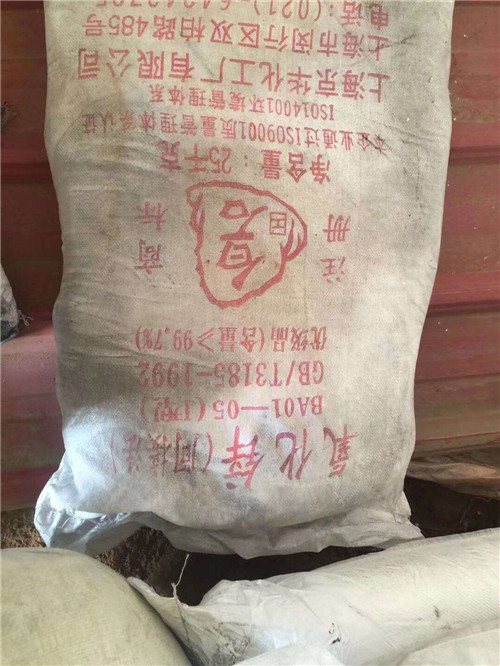 氧化锌(间接法)
BA01—05(I型)
GB/T3185-1992
优级品(含量≥99.7%)
注册 商标
白石
净含量：25千克
本企业通过ISO9001质量管理体系认证
ISO14001环境管理体系
上海京华化工厂有限公司
上海市闵行区双柏路485号